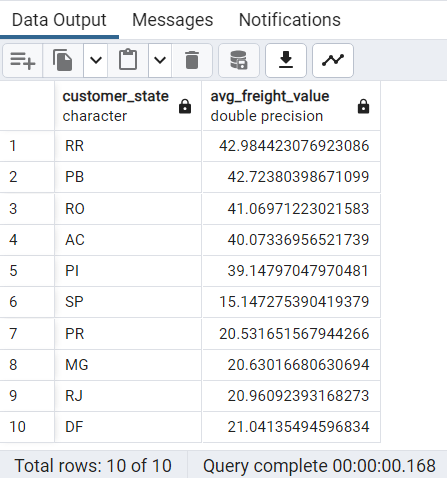 Data Output Messages Notifications
customer_state avg_freight_value
character double precision
1 RR 42.984423076923086
2 PB 42.72380398671099
3 RO 41.06971223021583
4 AC 40.07336956521739
5 PI 39.14797047970481
6 SP 15.147275390419379
7 PR 20.531651567944266
8 MG 20.63016680630694
9 RJ 20.96092393168273
10 DF 21.04135494596834
Total rows: 10 of 10 Query complete 00:00:00.168